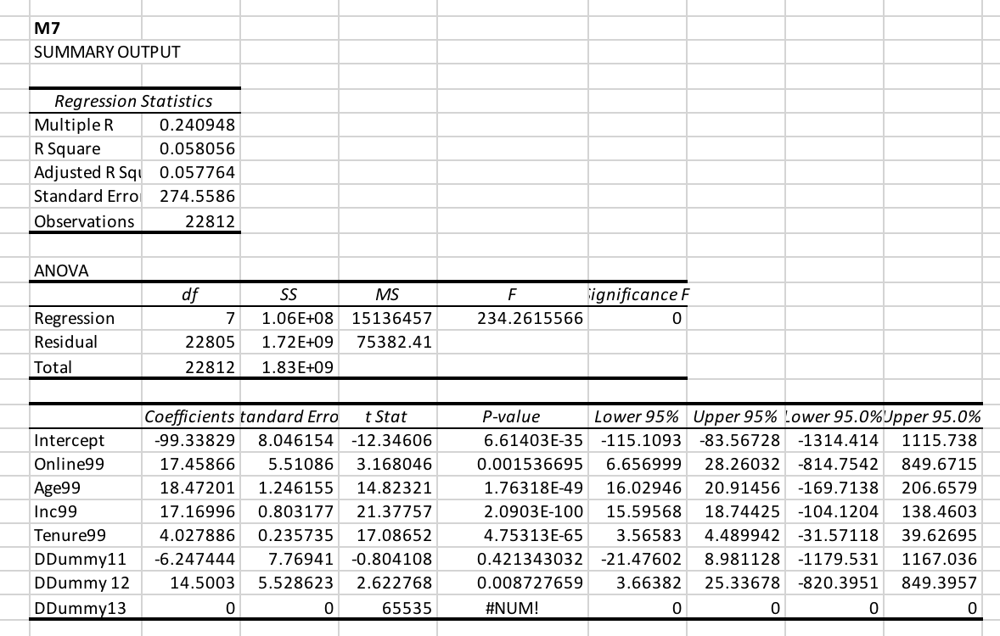 M7
SUMMARY OUTPUT
Regression Statistics
Multiple R 0.240948
R Square 0.058056
Adjusted R Squ 0.057764
Standard Erro 274.5586
Observations 22812
ANOVA
df SS MS F ignificance F
Regression 7 1.06E+08 15136457 234.2615566 0
Residual 22805 1.72E+09 75382.41
Total 22812 1.83E+09
Coefficients tandard Erro t Stat P-value Lower 95% Upper 95% Lower 95.0% Upper 95.0%
Intercept -99.33829 8.046154 -12.34606 6.61403E-35 -115.1093 -83.56728 -1314.414 1115.738
Online99 17.45866 5.51086 3.168046 0.001536695 6.656999 28.26032 -814.7542 849.6715
Age99 18.47201 1.246155 14.82321 1.76318E-49 16.02946 20.91456 -169.7138 206.6579
Inc99 17.16996 0.803177 21.37757 2.0903E-100 15.59568 18.74425 -104.1204 138.4603
Tenure99 4.027886 0.235735 17.08652 4.75313E-65 3.56583 4.489942 -31.57118 39.62695
DDummy11 -6.247444 7.76941 -0.804108 0.421343032 -21.47602 8.981128 -1179.531 1167.036
DDummy 12 14.5003 5.528623 2.622768 0.008727659 3.66382 25.33678 -820.3951 849.3957
DDummy13 0 0 65535 #NUM! 0 0 0 0